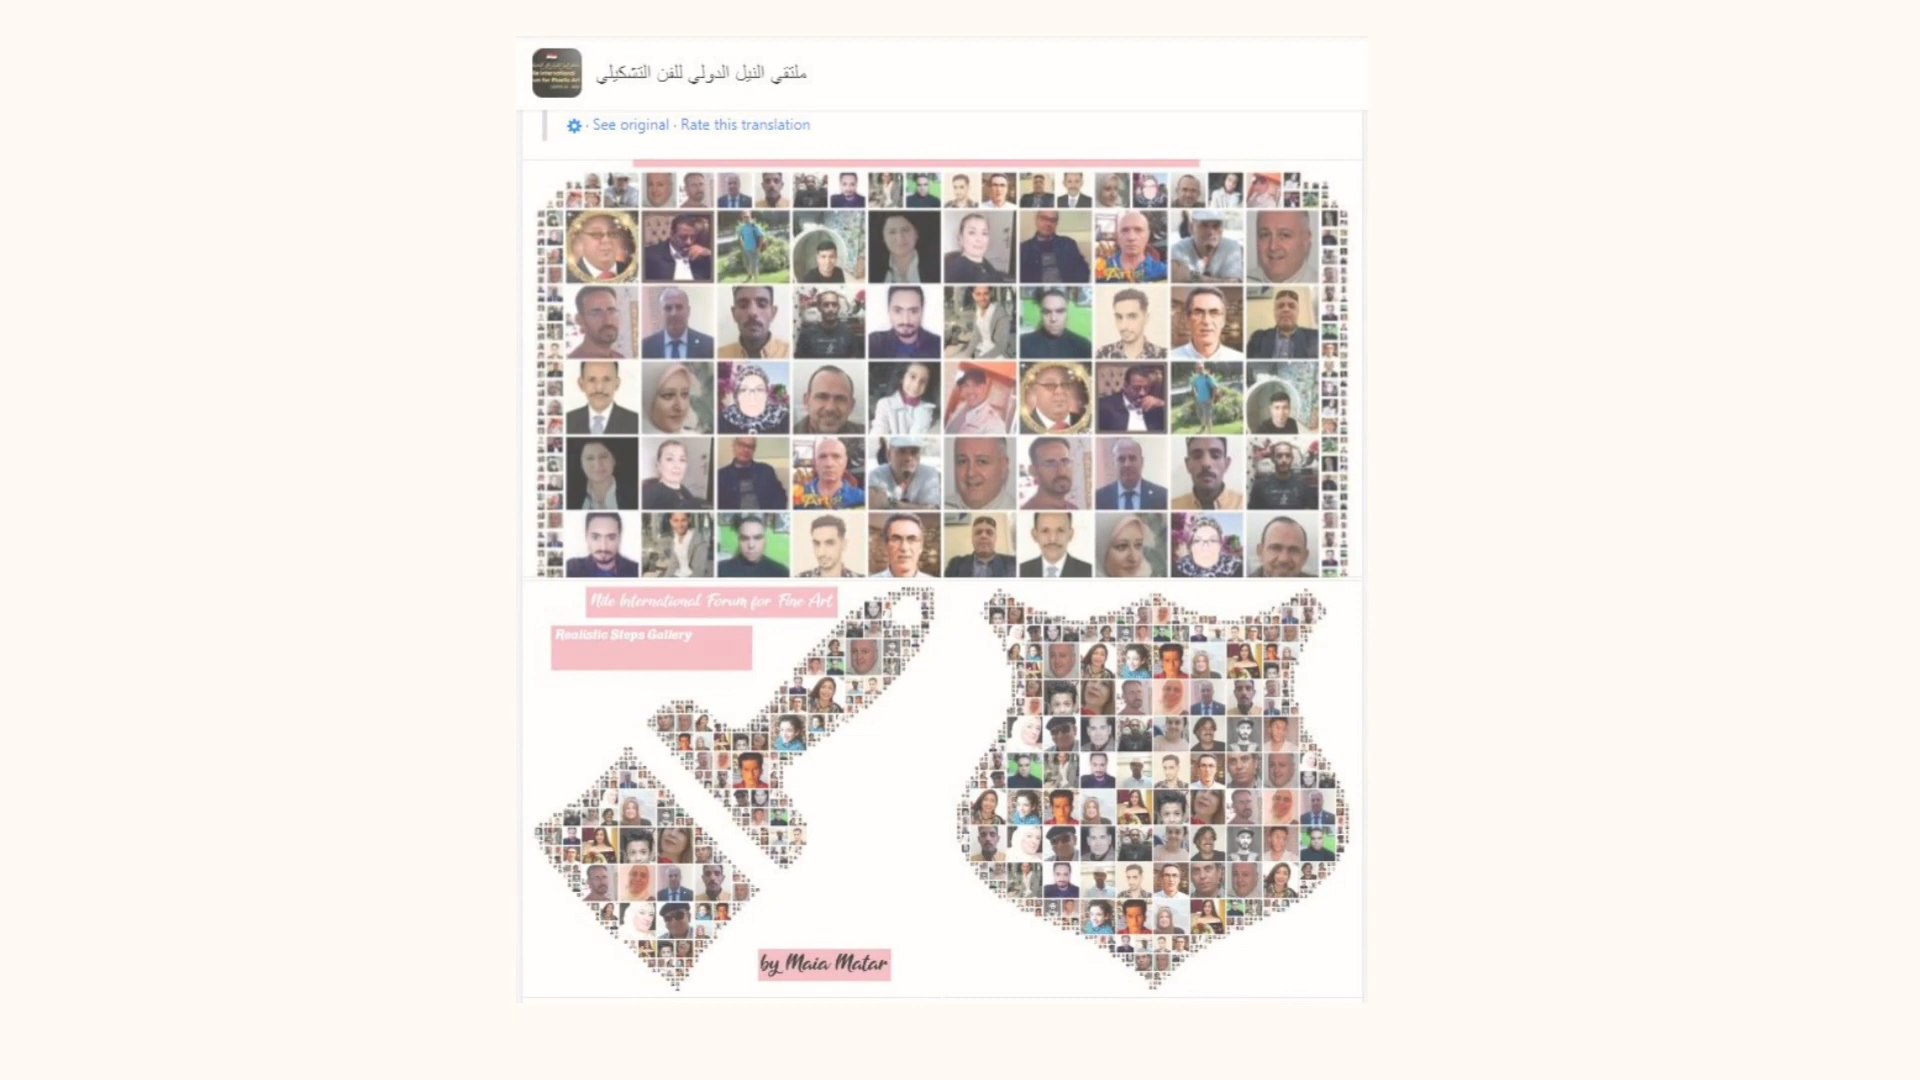 ملتقي النيل الدولي للفن التشكيلي
· See original · Rate this translation
Nile International Forum for Fine Art
Realistic Steps Gallery
by Maia Matar